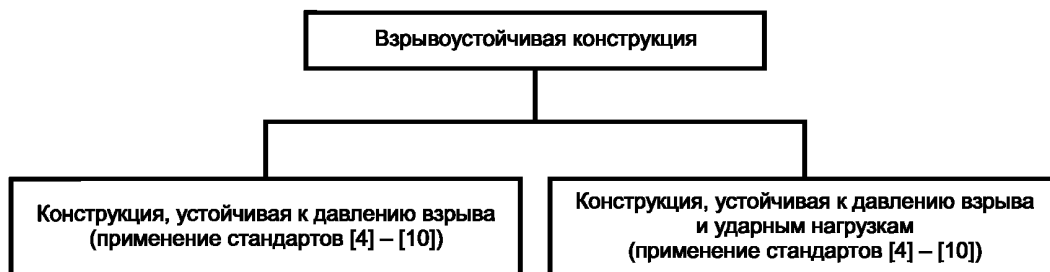 Взрывоустойчивая конструкция
Конструкция, устойчивая к давлению взрыва
(применение стандартов [4] – [10])
Конструкция, устойчивая к давлению взрыва
и ударным нагрузкам
(применение стандартов [4] – [10])